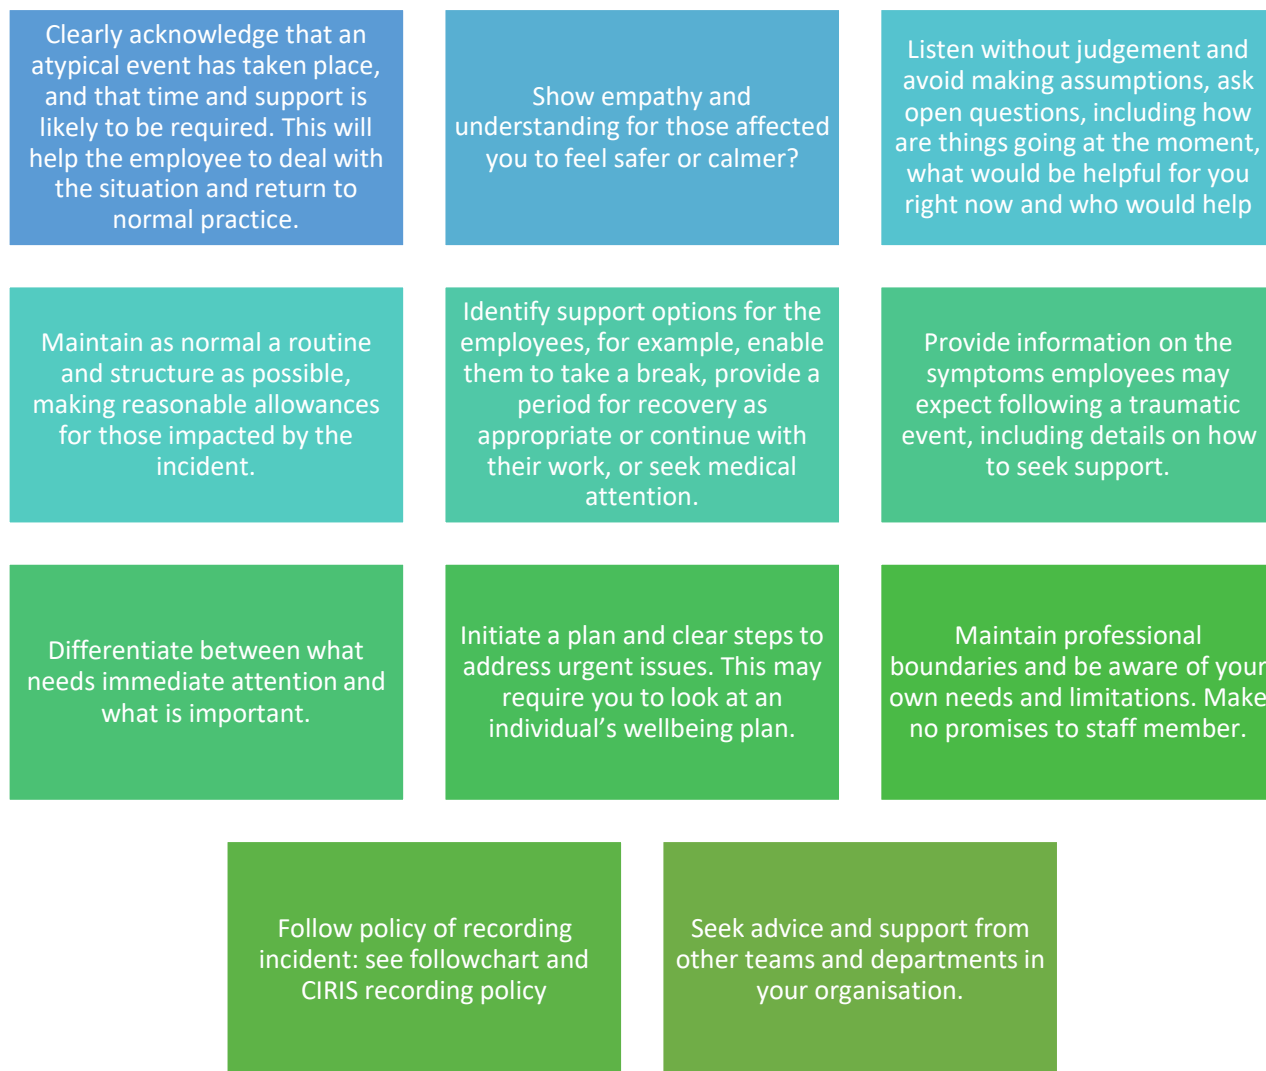 Clearly acknowledge that an
atypical event has taken place,
and that time and support is
likely to be required. This will
help the employee to deal with
the situation and return to
normal practice.
Show empathy and
understanding for those affected
you to feel safer or calmer?
Listen without judgement and
avoid making assumptions, ask
open questions, including how
are things going at the moment,
what would be helpful for you
right now and who would help
Maintain as normal a routine
and structure as possible,
making reasonable allowances
for those impacted by the
incident.
Identify support options for the
employees, for example, enable
them to take a break, provide a
period for recovery as
appropriate or continue with
their work, or seek medical
attention.
Provide information on the
symptoms employees may
expect following a traumatic
event, including details on how
to seek support.
Differentiate between what
needs immediate attention and
what is important.
Initiate a plan and clear steps to
address urgent issues. This may
require you to look at an
individual’s wellbeing plan.
Maintain professional
boundaries and be aware of your
own needs and limitations. Make
no promises to staff member.
Follow policy of recording
incident: see followchart and
CIRIS recording policy
Seek advice and support from
other teams and departments in
your organisation.